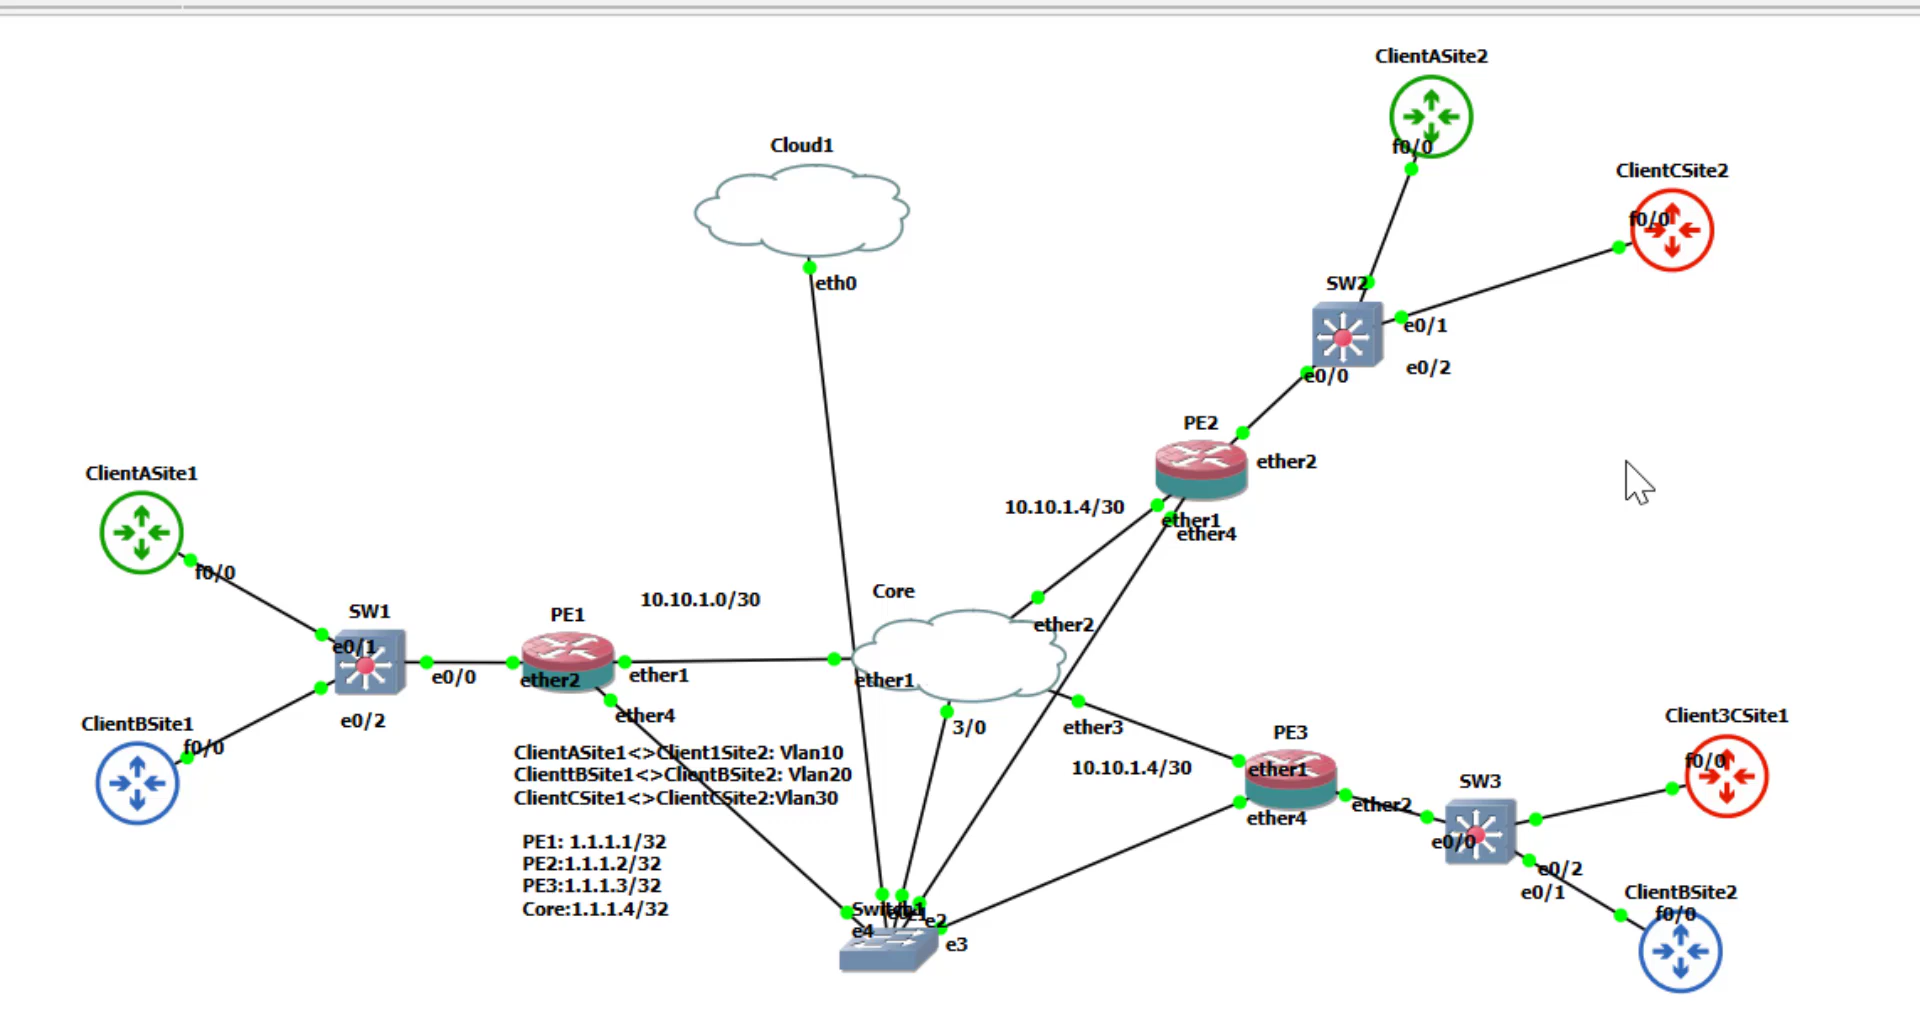 ClientASite2
f0/0
Cloud1
ClientCSite2
f0/0
eth0
SW2
e0/1
e0/2
e0/0
PE2
ether2
ClientASite1
10.10.1.4/30
ether1
ether4
f0/0
Core
10.10.1.0/30
SW1
PE1
ether2
e0/1
e0/0
ether2
ether1
ether1
ClientBSite1
e0/2
ether4
3/0
ether3
Client3CSite1
f0/0
PE3
ClientASite1<>Client1Site2: Vlan10
ClienttBSite1<>ClientBSite2: Vlan20
ClientCSite1<>ClientCSite2:Vlan30
10.10.1.4/30
ether1
f0/0
SW3
ether2
ether4
PE1: 1.1.1.1/32
PE2:1.1.1.2/32
PE3:1.1.1.3/32
Core:1.1.1.4/32
e0/0
e0/2
e0/1
ClientBSite2
f0/0
Switch1
e2
e4
e3